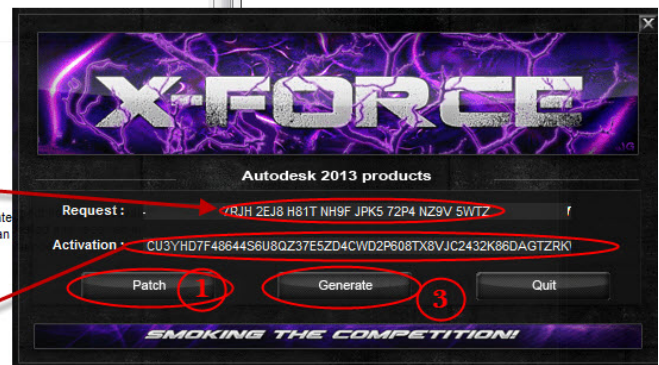 X
X-FORCE
JG
Autodesk 2013 products
Request :
RJH 2EJ8 H81T NH9F JPK5 72P4 NZ9V 5WTZ
Activation :
CU3YHD7F48644S6U8QZ37E5ZD4CWD2P608TX8VJC2432K86DAGTZRK
Patch
1
Generate
3
Quit
SMOKING THE COMPETITION!